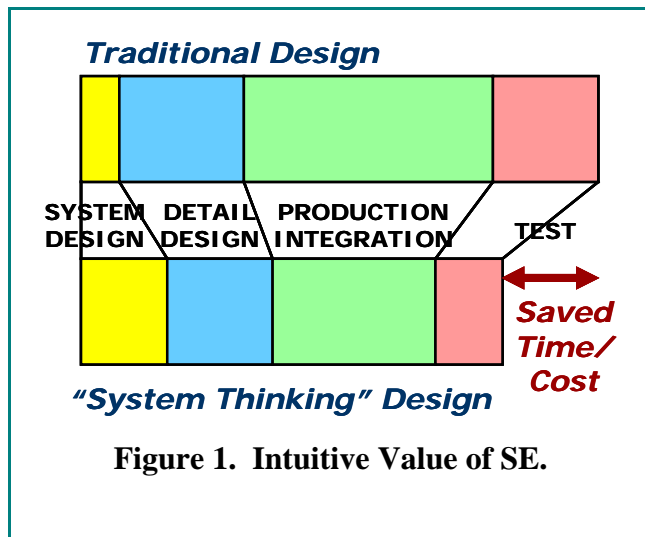 Traditional Design
SYSTEM DETAIL PRODUCTION
DESIGN DESIGN INTEGRATION
TEST
Saved
Time/
Cost
“System Thinking” Design
Figure 1. Intuitive Value of SE.